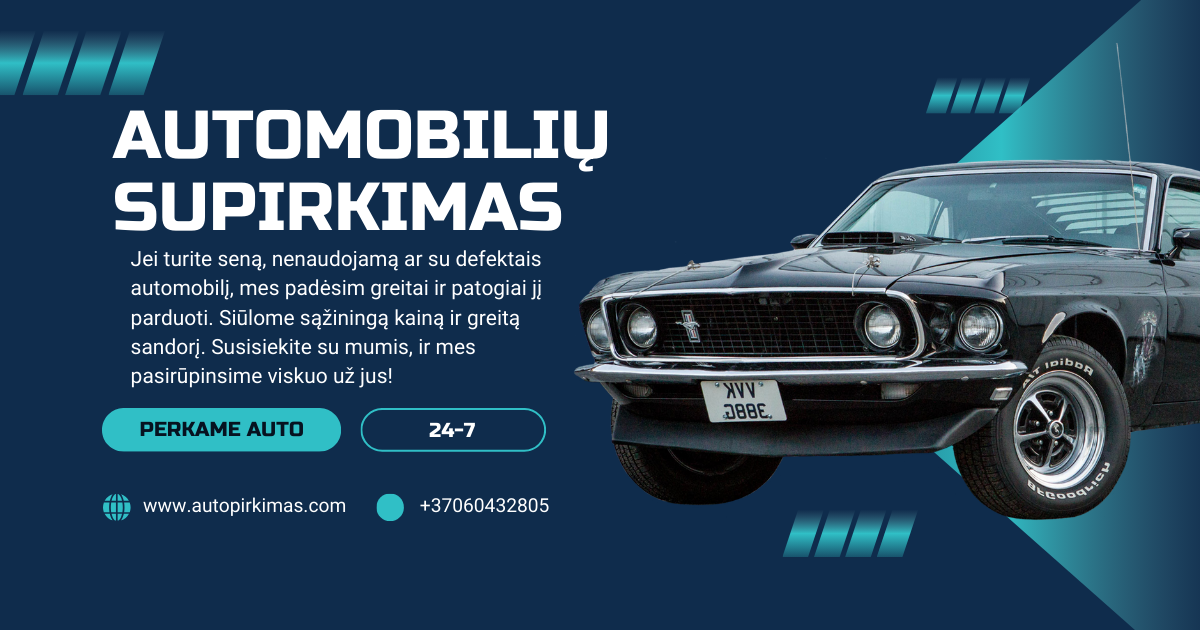 AUTOMOBILIŲ
SUPIRKIMAS
Jei turite seną, nenaudojamą ar su defektais
automobilį, mes padėsim greitai ir patogiai jį
parduoti. Siūlome sąžiningą kainą ir greitą
sandorį. Susisiekite su mumis, ir mes
pasirūpinsime viskuo už jus!
PERKAME AUTO
24-7
www.autopirkimas.com
+37060432805